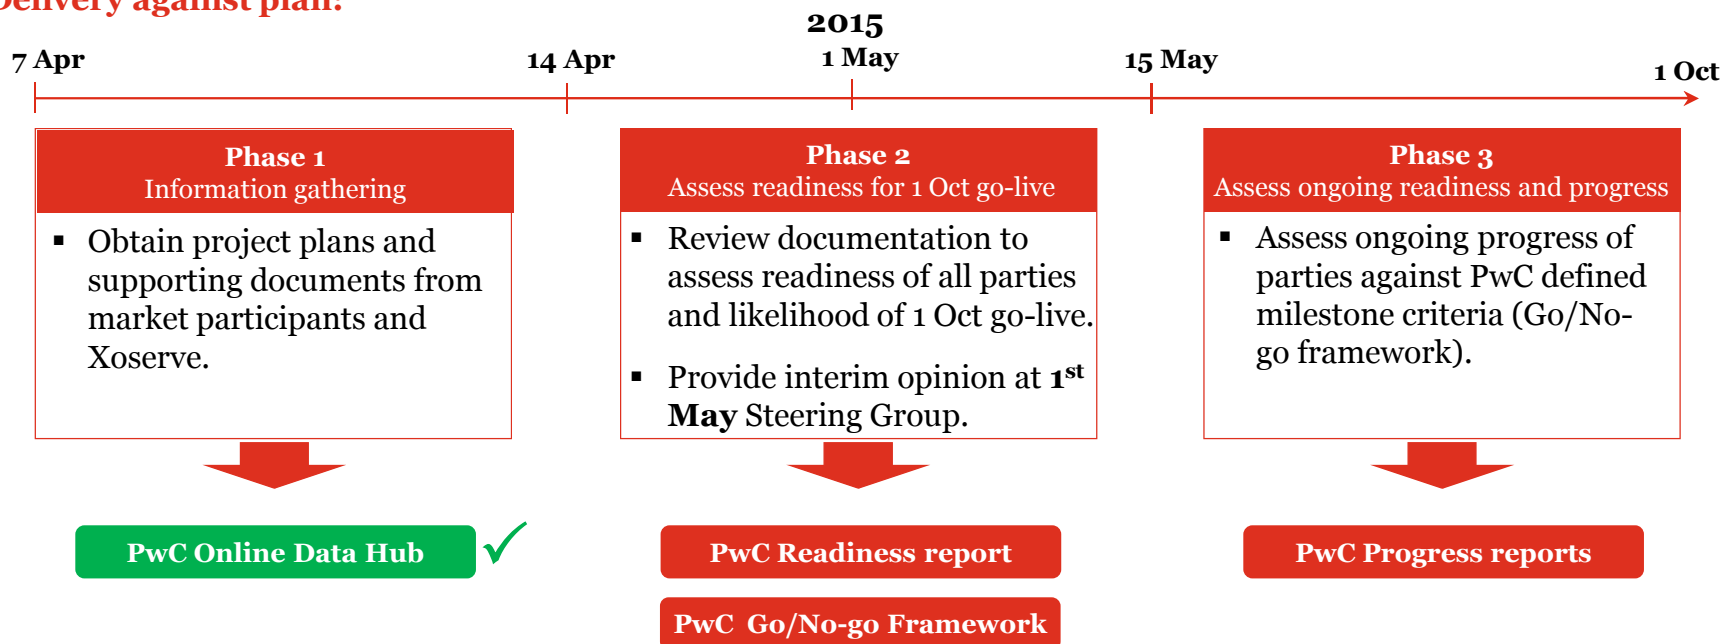 Delivery against plan:
2015
7 Apr
14 Apr
1 May
15 May
1 Oct
Phase 1
Information gathering
▪ Obtain project plans and
supporting documents from
market participants and
Xoserve.
PwC Online Data Hub
Phase 2
Assess readiness for 1 Oct go-live
▪ Review documentation to
assess readiness of all parties
and likelihood of 1 Oct go-live.
▪ Provide interim opinion at 1st
May Steering Group.
PwC Readiness report
PwC Go/No-go Framework
Phase 3
Assess ongoing readiness and progress
▪ Assess ongoing progress of
parties against PwC defined
milestone criteria (Go/No-
go framework).
PwC Progress reports